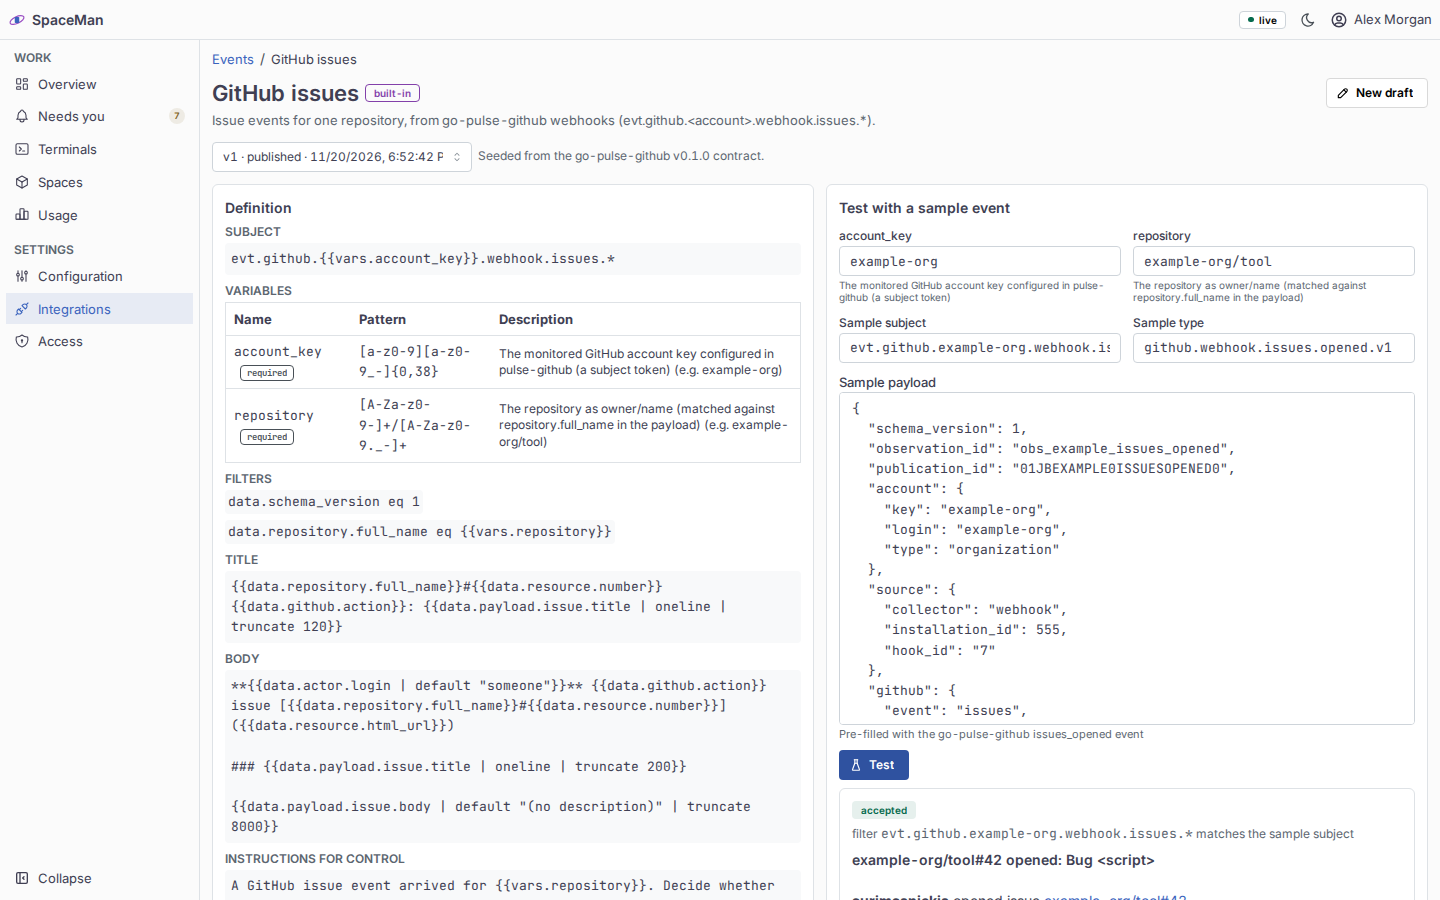 SpaceMan
live
Alex Morgan
WORK
Overview
Needs you
7
Terminals
Spaces
Usage
SETTINGS
Configuration
Integrations
Access
Collapse
Events / GitHub issues
GitHub issues built-in
New draft
Issue events for one repository, from go-pulse-github webhooks (evt.github.<account>.webhook.issues.*).
v1 · published · 11/20/2026, 6:52:42 P
Seeded from the go-pulse-github v0.1.0 contract.
Definition
SUBJECT
evt.github.{{vars.account_key}}.webhook.issues.*
VARIABLES
Name Pattern Description
account_key required
[a-z0-9][a-z0-
9_-]{0,38}
The monitored GitHub account key configured in
pulse-github (a subject token) (e.g. example-org)
repository required
[A-Za-z0-
9-]+/[A-Za-z0-
9._-]+
The repository as owner/name (matched against
repository.full_name in the payload) (e.g. example-
org/tool)
FILTERS
data.schema_version eq 1
data.repository.full_name eq {{vars.repository}}
TITLE
{{data.repository.full_name}}#{{data.resource.number}}
{{data.github.action}}: {{data.payload.issue.title | oneline |
truncate 120}}
BODY
**{{data.actor.login | default "someone"}}** {{data.github.action}}
issue [{{data.repository.full_name}}#{{data.resource.number}}]
({{data.resource.html_url}})
### {{data.payload.issue.title | oneline | truncate 200}}
{{data.payload.issue.body | default "(no description)" | truncate
8000}}
INSTRUCTIONS FOR CONTROL
A GitHub issue event arrived for {{vars.repository}}. Decide whether
Test with a sample event
account_key
example-org
The monitored GitHub account key configured in pulse-
github (a subject token)
repository
example-org/tool
The repository as owner/name (matched against
repository.full_name in the payload)
Sample subject
evt.github.example-org.webhook.is
Sample type
github.webhook.issues.opened.v1
Sample payload
{
"schema_version": 1,
"observation_id": "obs_example_issues_opened",
"publication_id": "01JBEXAMPLE0ISSUESOPENED0",
"account": {
"key": "example-org",
"login": "example-org",
"type": "organization"
},
"source": {
"collector": "webhook",
"installation_id": 555,
"hook_id": "7"
},
"github": {
"event": "issues",
Pre-filled with the go-pulse-github issues_opened event
Test
accepted
filter evt.github.example-org.webhook.issues.* matches the sample subject
example-org/tool#42 opened: Bug <script>
opened issue example-org/tool#42